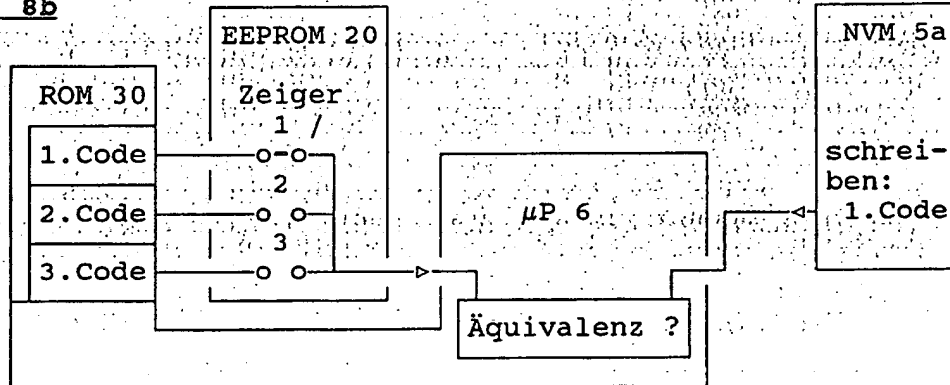 8b
EEPROM 20
Zeiger
1 /
2
3
ROM 30
1.Code
2.Code
3.Code
µP 6
Äquivalenz ?
NVM 5a
schrei-
ben:
1.Code